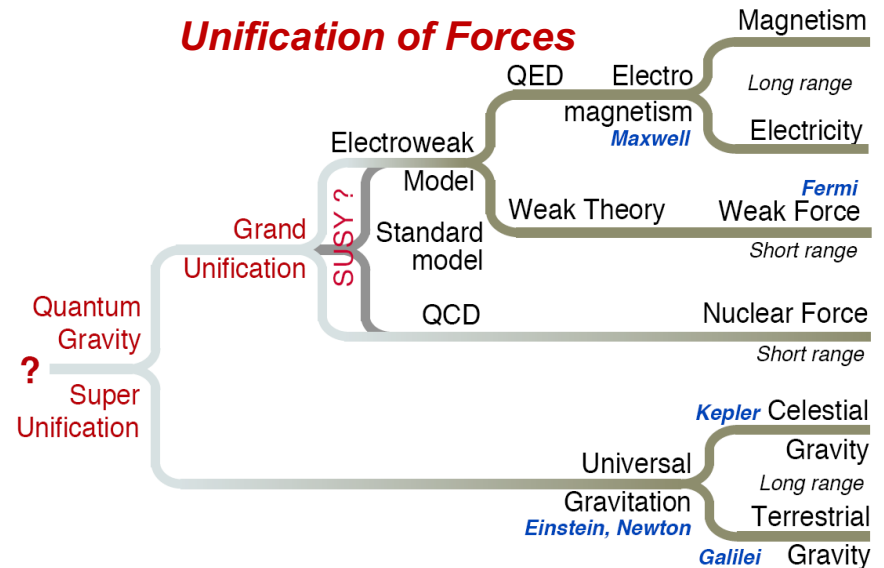 Unification of Forces
Magnetism
QED
Electro
magnetism
Maxwell
Long range
Electricity
Electroweak
Model
Fermi
Weak Theory
Weak Force
Short range
SUSY ?
Grand
Unification
Standard
model
QCD
Nuclear Force
Short range
Quantum
Gravity
?
Super
Unification
Kepler Celestial
Gravity
Universal
Gravitation
Einstein, Newton
Long range
Terrestrial
Galilei Gravity